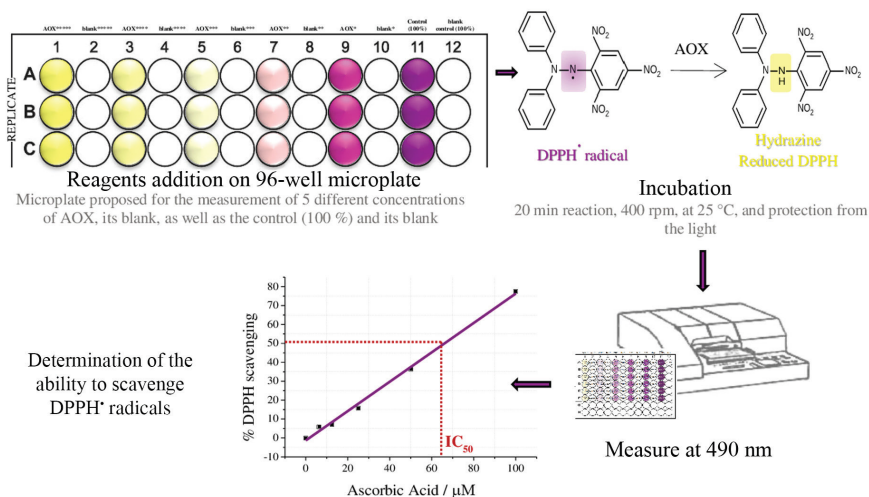 AOX***** blank***** AOX**** blank**** AOX*** blank*** AOX** blank** AOX* blank* Control (100%) blank control (100%)
1 2 3 4 5 6 7 8 9 10 11 12
REPLICATE
A
B
C
Reagents addition on 96-well microplate
Microplate proposed for the measurement of 5 different concentrations
of AOX, its blank, as well as the control (100 %) and its blank
NO₂
N N
NO₂
NO₂
DPPH• radical
AOX
NO₂
N N
H
NO₂
NO₂
Hydrazine
Reduced DPPH
Incubation
20 min reaction, 400 rpm, at 25 °C, and protection from
the light
Measure at 490 nm
Determination of the
ability to scavenge
DPPH• radicals
% DPPH scavenging
80
70
60
50
40
30
20
10
0
-10
IC₅₀
0 20 40 60 80 100
Ascorbic Acid / μM